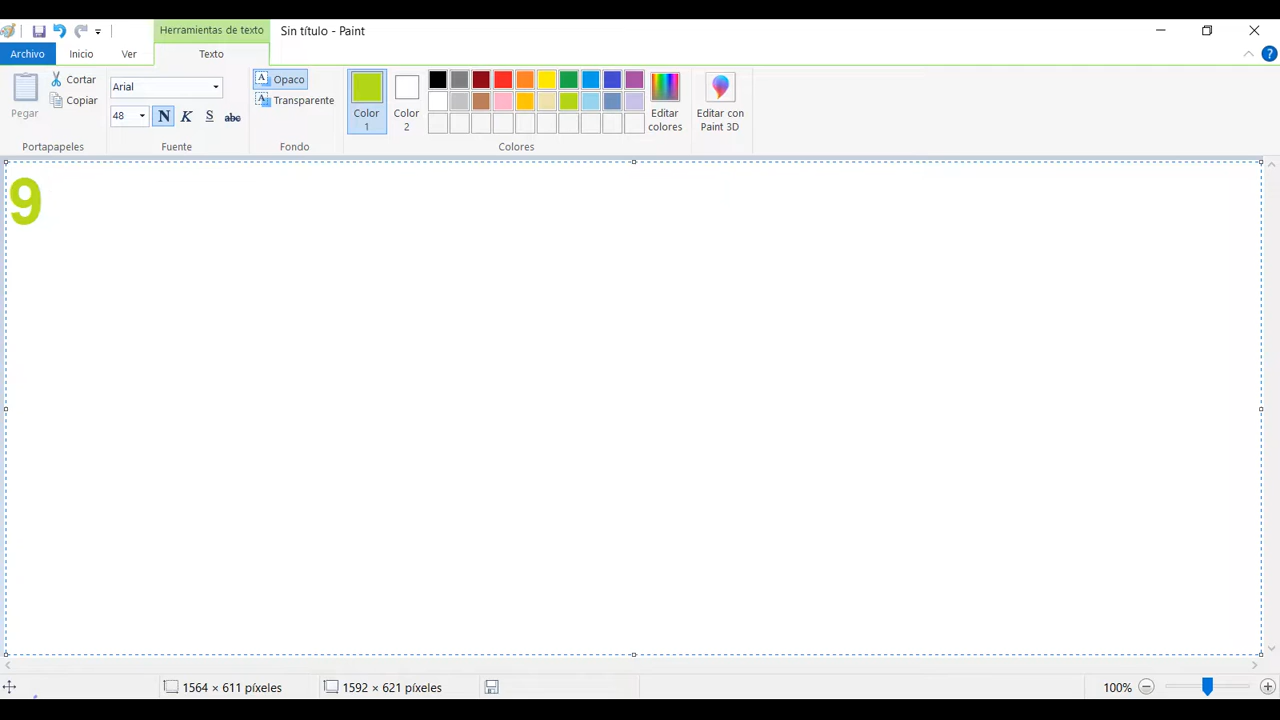 Herramientas de texto
Sin título - Paint
Archivo
Inicio
Ver
Texto
Pegar
Cortar
Copiar
Portapapeles
Arial
48
N K S abc
Fuente
A Opaco
A Transparente
Fondo
Color 1
Color 2
Editar colores
Colores
Editar con Paint 3D
?
9
1564 × 611 píxeles
1592 × 621 píxeles
100%